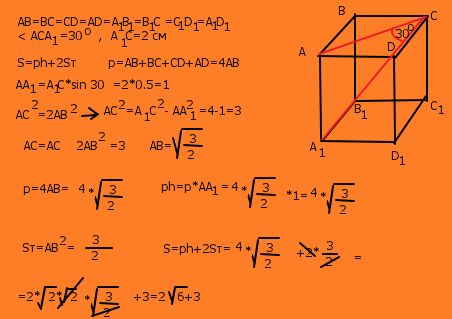 AB=BC=CD=AD=A₁B₁=B₁C =C₁D₁=A₁D₁
< ACA₁=30° , A₁C=2 см
S=ph+2Sт p=AB+BC+CD+AD=4AB
AA₁=A₁C*sin 30 =2*0.5=1
AC²=2AB² → AC²=A₁C²- AA₁²=4-1=3
AC=AC 2AB²=3 AB=√(3/2)
p=4AB= 4*√(3/2) ph=p*AA₁=4*√(3/2) *1=4*√(3/2)
Sт=AB²= 3/2 S=ph+2Sт= 4*√(3/2) +2*3/2 =
=2*√2*√2 *√(3/2) +3=2√6+3
B
C
30°
A
D
B₁
C₁
A₁
D₁